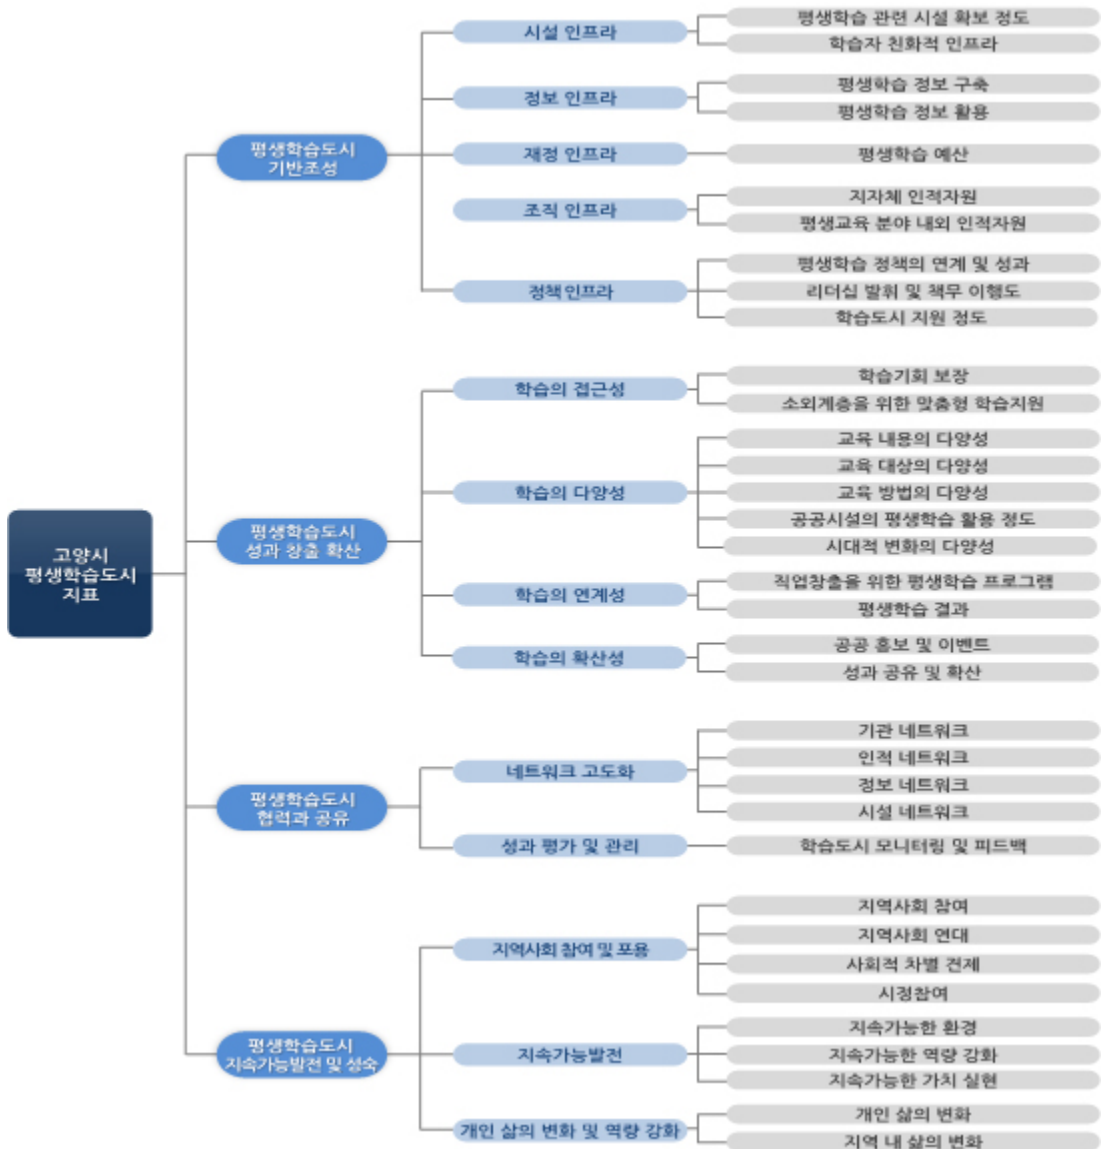 고양시
평생학습도시
지표
평생학습도시
기반조성
시설 인프라
평생학습 관련 시설 확보 정도
학습자 친화적 인프라
정보 인프라
평생학습 정보 구축
평생학습 정보 활용
재정 인프라
평생학습 예산
조직 인프라
지자체 인적자원
평생교육 분야 내외 인적자원
정책인프라
평생학습 정책의 연계 및 성과
리더십 발휘 및 책무 이행도
학습도시 지원 정도
평생학습도시
성과 창출 확산
학습의 접근성
학습기회 보장
소외계층을 위한 맞춤형 학습지원
학습의 다양성
교육 내용의 다양성
교육 대상의 다양성
교육 방법의 다양성
공공시설의 평생학습 활용 정도
시대적 변화의 다양성
학습의 연계성
직업창출을 위한 평생학습 프로그램
평생학습 결과
학습의 확산성
공공 홍보 및 이벤트
성과 공유 및 확산
평생학습도시
협력과 공유
네트워크 고도화
기관 네트워크
인적 네트워크
정보 네트워크
시설 네트워크
성과 평가 및 관리
학습도시 모니터링 및 피드백
평생학습도시
지속가능발전 및 성숙
지역사회 참여 및 포용
지역사회 참여
지역사회 연대
사회적 차별 견제
시정참여
지속가능발전
지속가능한 환경
지속가능한 역량 강화
지속가능한 가치 실현
개인 삶의 변화 및 역량 강화
개인 삶의 변화
지역 내 삶의 변화